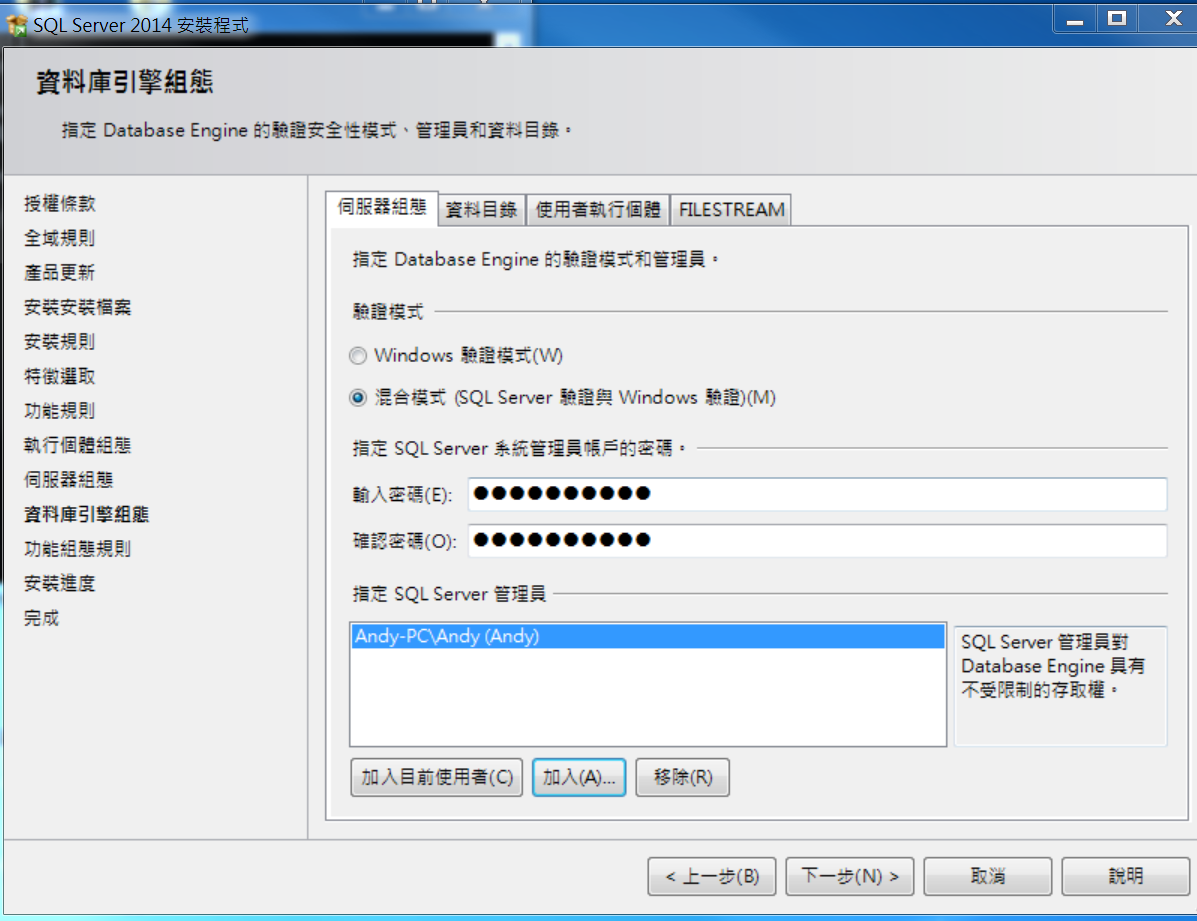 SQL Server 2014 安裝程式
資料庫引擎組態
指定 Database Engine 的驗證安全性模式、管理員和資料目錄。
授權條款
全域規則
產品更新
安裝安裝檔案
安裝規則
特徵選取
功能規則
執行個體組態
伺服器組態
資料庫引擎組態
功能組態規則
安裝進度
完成
伺服器組態 資料目錄 使用者執行個體 FILESTREAM
指定 Database Engine 的驗證模式和管理員。
驗證模式
Windows 驗證模式(W)
混合模式 (SQL Server 驗證與 Windows 驗證)(M)
指定 SQL Server 系統管理員帳戶的密碼。
輸入密碼(E): ●●●●●●●●●●
確認密碼(O): ●●●●●●●●●●
指定 SQL Server 管理員
Andy-PC\Andy (Andy)
SQL Server 管理員對
Database Engine 具有
不受限制的存取權。
加入目前使用者(C) 加入(A)... 移除(R)
< 上一步(B) 下一步(N) > 取消 說明